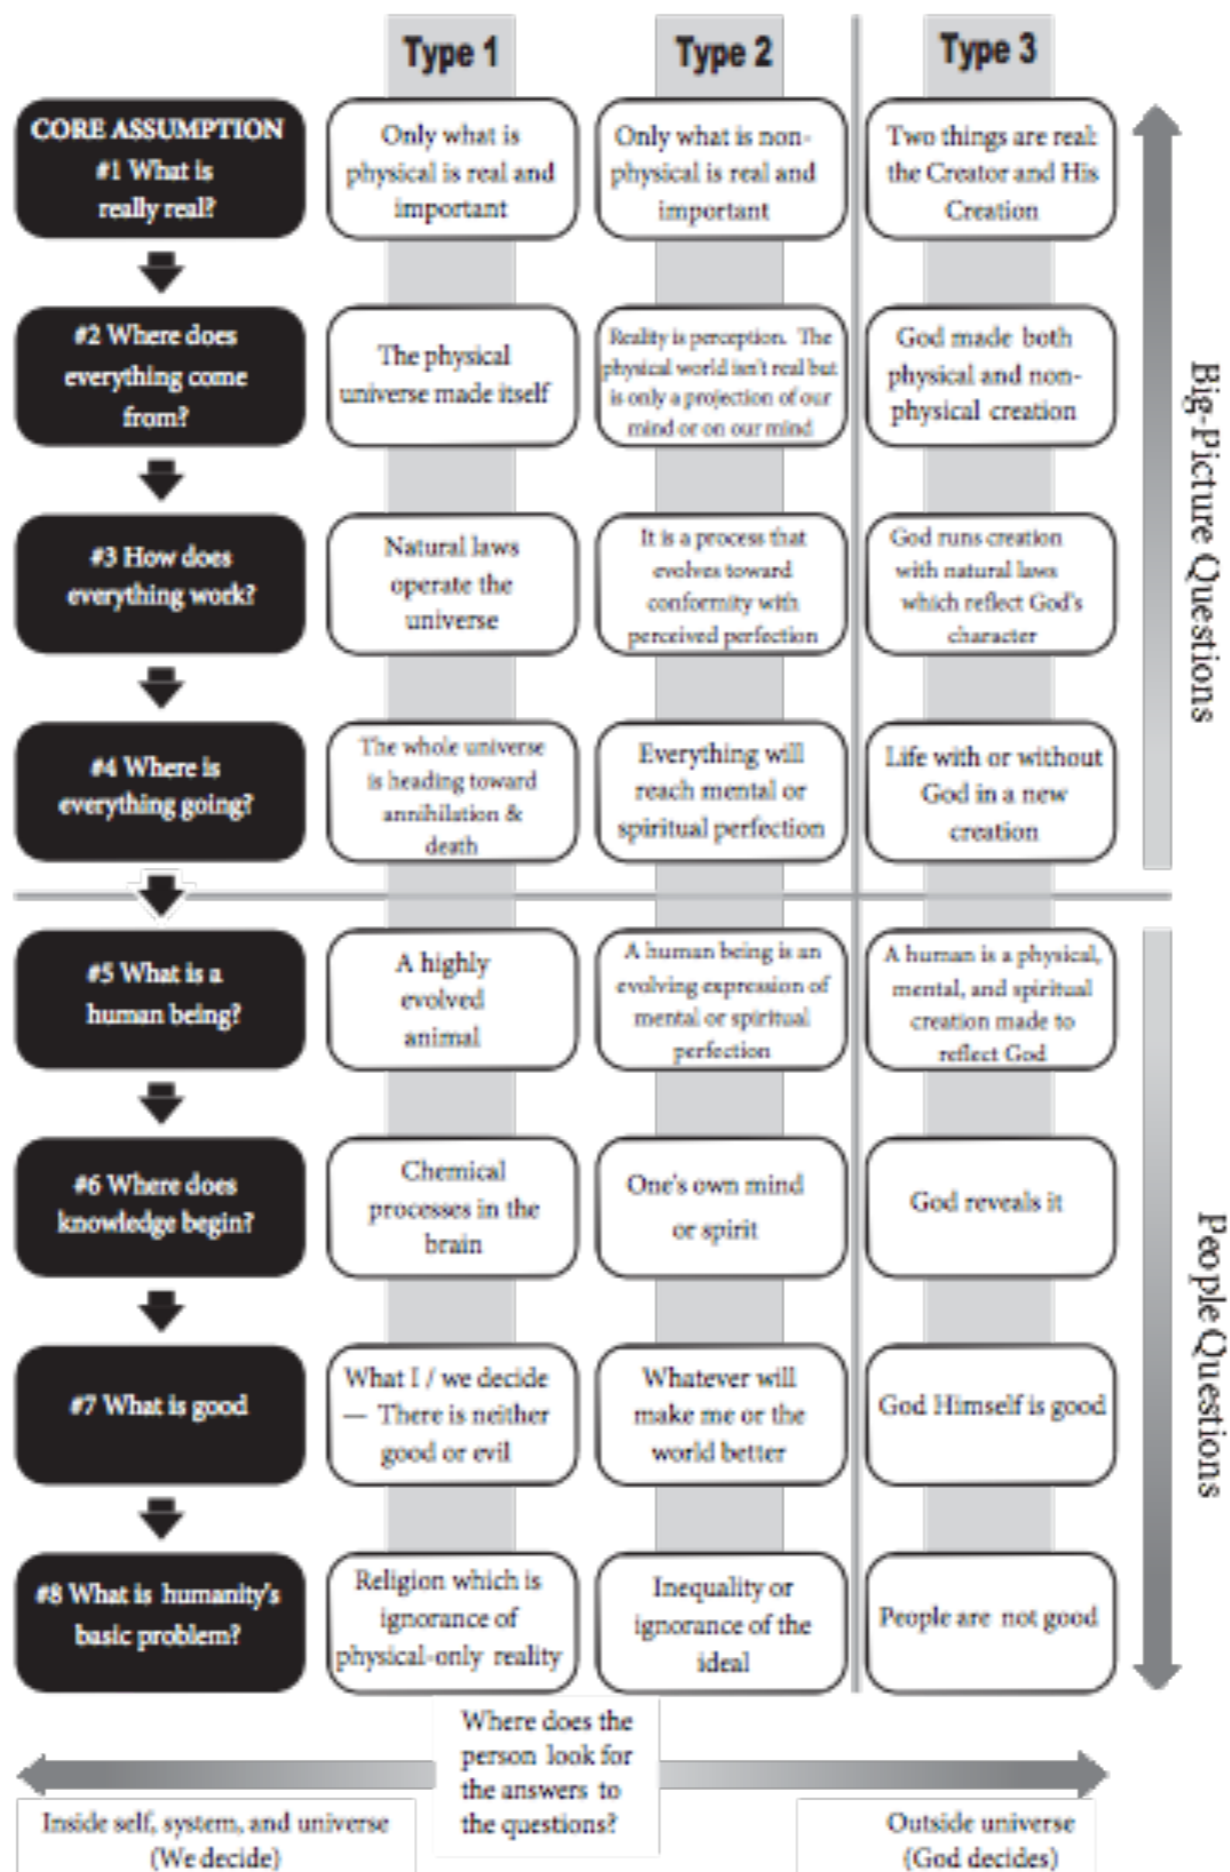 Type 1
Type 2
Type 3
CORE ASSUMPTION
#1 What is
really real?
Only what is
physical is real and
important
Only what is non-
physical is real and
important
Two things are real:
the Creator and His
Creation
#2 Where does
everything come
from?
The physical
universe made itself
Reality is perception. The
physical world isn't real but
is only a projection of our
mind or on our mind
God made both
physical and non-
physical creation
#3 How does
everything work?
Natural laws
operate the
universe
It is a process that
evolves toward
conformity with
perceived perfection
God runs creation
with natural laws
which reflect God's
character
#4 Where is
everything going?
The whole universe
is heading toward
annihilation &
death
Everything will
reach mental or
spiritual perfection
Life with or without
God in a new
creation
Big-Picture Questions
#5 What is a
human being?
A highly
evolved
animal
A human being is an
evolving expression of
mental or spiritual
perfection
A human is a physical,
mental, and spiritual
creation made to
reflect God
#6 Where does
knowledge begin?
Chemical
processes in the
brain
One's own mind
or spirit
God reveals it
#7 What is good
What I / we decide
— There is neither
good or evil
Whatever will
make me or the
world better
God Himself is good
#8 What is humanity's
basic problem?
Religion which is
ignorance of
physical-only reality
Inequality or
ignorance of the
ideal
People are not good
People Questions
Where does the
person look for
the answers to
the questions?
Inside self, system, and universe
(We decide)
Outside universe
(God decides)